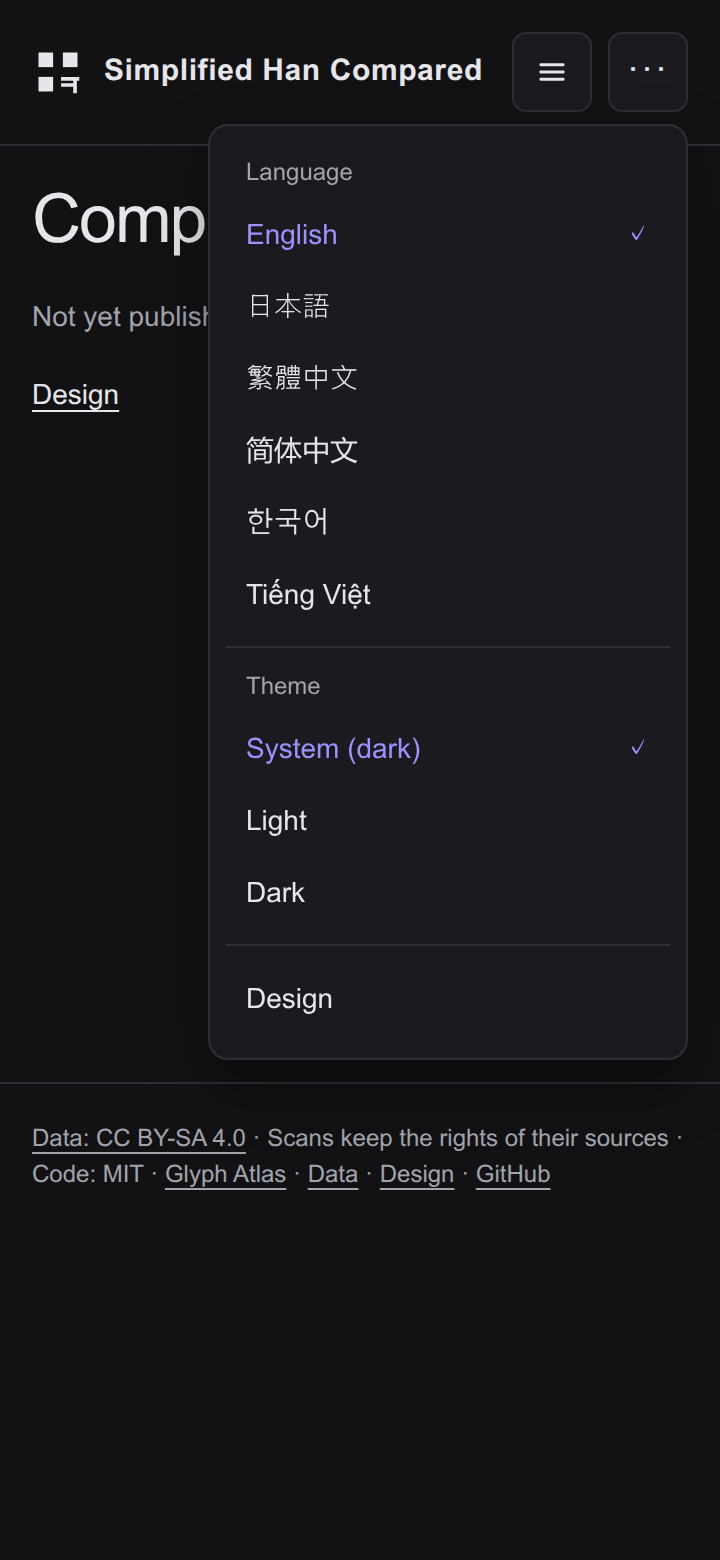 Simplified Han Compared
···
Comp
Not yet publish
Design
Language
English ✓
日本語
繁體中文
简体中文
한국어
Tiếng Việt
Theme
System (dark) ✓
Light
Dark
Design
Data: CC BY-SA 4.0 · Scans keep the rights of their sources ·
Code: MIT · Glyph Atlas · Data · Design · GitHub